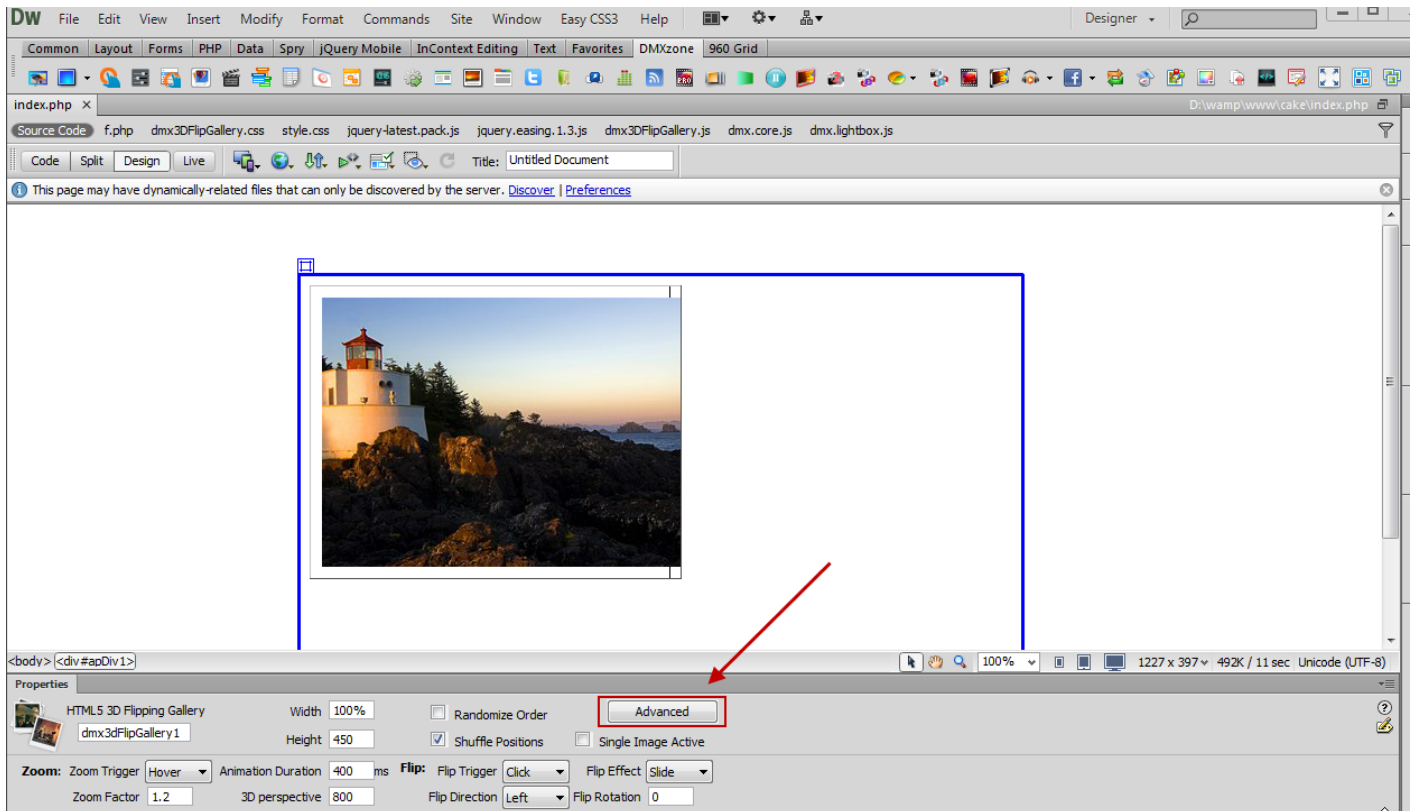 DW File Edit View Insert Modify Format Commands Site Window Easy CSS3 Help Designer
Common Layout Forms PHP Data Spry jQuery Mobile InContext Editing Text Favorites DMXzone 960 Grid
index.php × D:\wamp\www\cake\index.php
Source Code f.php dmx3DFlipGallery.css style.css jquery-latest.pack.js jquery.easing.1.3.js dmx3DFlipGallery.js dmx.core.js dmx.lightbox.js
Code Split Design Live Title: Untitled Document
This page may have dynamically-related files that can only be discovered by the server. Discover | Preferences
<body> <div#apDiv1> 100% 1227 x 397 492K / 11 sec Unicode (UTF-8)
Properties
HTML5 3D Flipping Gallery Width 100% Randomize Order Advanced
dmx3dFlipGallery1 Height 450 Shuffle Positions Single Image Active
Zoom: Zoom Trigger Hover Animation Duration 400 ms Flip: Flip Trigger Click Flip Effect Slide
Zoom Factor 1.2 3D perspective 800 Flip Direction Left Flip Rotation 0